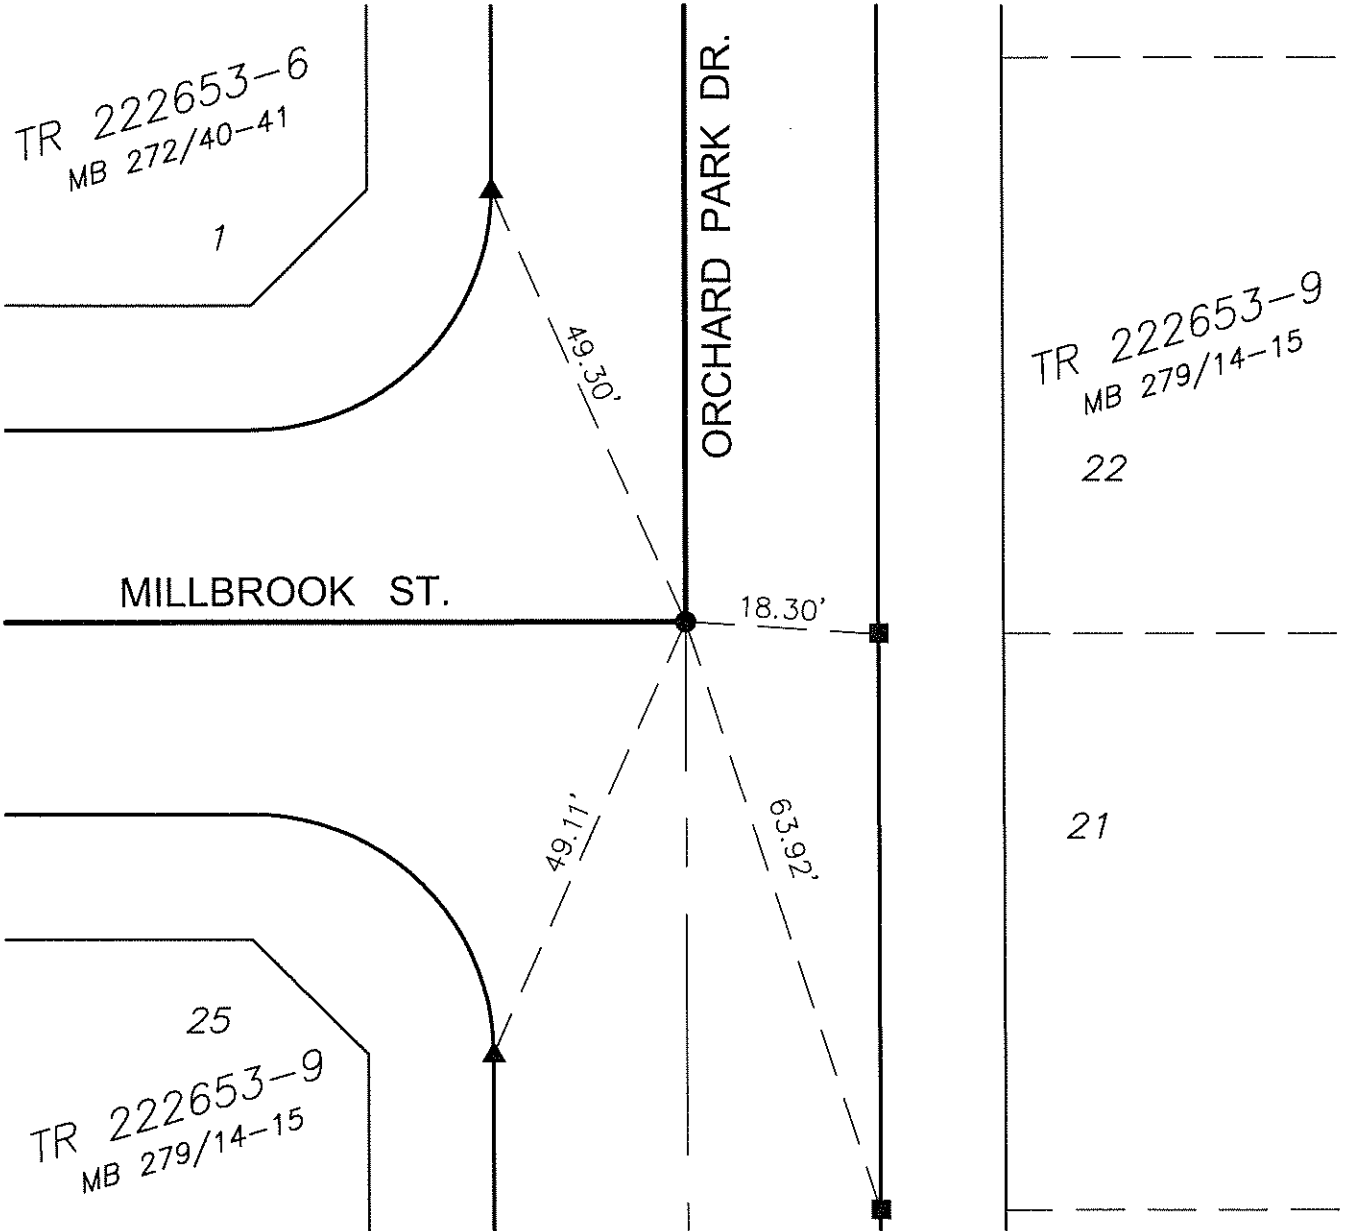 TR 222653-6
MB 272/40-41
1
ORCHARD PARK DR.
49.30'
TR 222653-9
MB 279/14-15
22
MILLBROOK ST.
18.30'
49.11'
63.92'
21
25
TR 222653-9
MB 279/14-15